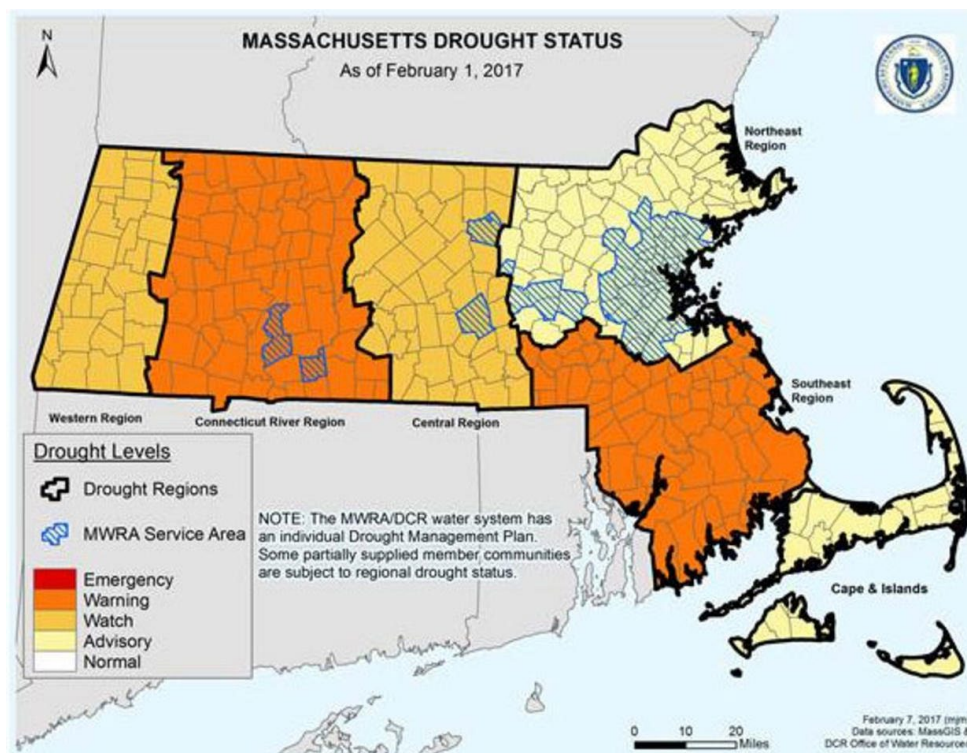 N
MASSACHUSETTS DROUGHT STATUS
As of February 1, 2017
Northeast
Region
Southeast
Region
Western Region
Connecticut River Region
Central Region
Cape & Islands
Drought Levels
Drought Regions
MWRA Service Area
Emergency
Warning
Watch
Advisory
Normal
NOTE: The MWRA/DCR water system has
an individual Drought Management Plan.
Some partially supplied member communities
are subject to regional drought status.
0 10 20
Miles
February 7, 2017 (mjm
Data sources: MassGIS &
DCR Office of Water Resourc